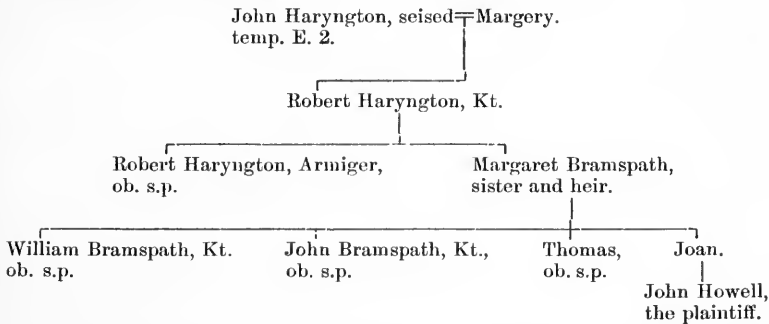 John Haryngton, seised=Margery.
temp. E. 2.
Robert Haryngton, Kt.
Robert Haryngton, Armiger,
ob. s.p.
Margaret Bramspath,
sister and heir.
William Bramspath, Kt.
ob. s.p.
John Bramspath, Kt.,
ob. s.p.
Thomas,
ob. s.p.
Joan.
John Howell,
the plaintiff.